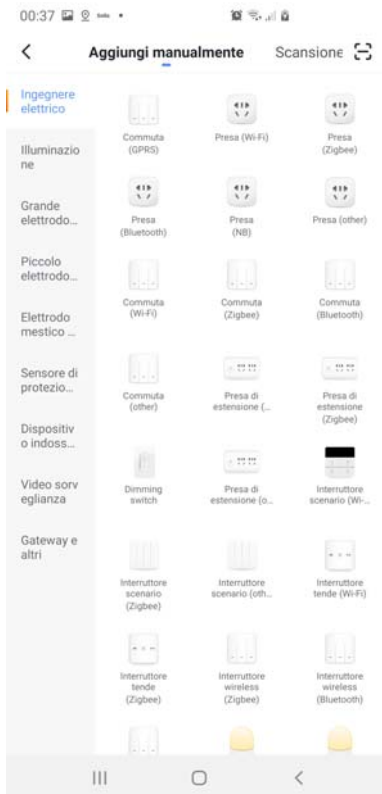 00:37
Aggiungi manualmente Scansione
Ingegnere
elettrico
Illuminazio
ne
Grande
elettrodo...
Piccolo
elettrodo...
Elettrodo
mestico ...
Sensore di
protezio...
Dispositiv
o indoss...
Video sorv
eglianza
Gateway e
altri
Commuta
(GPRS)
Presa (Wi-Fi)
Presa
(Zigbee)
Presa
(Bluetooth)
Presa
(NB)
Presa (other)
Commuta
(Wi-Fi)
Commuta
(Zigbee)
Commuta
(Bluetooth)
Commuta
(other)
Presa di
estensione (...
Presa di
estensione
(Zigbee)
Dimming
switch
Presa di
estensione (o...
Interruttore
scenario (Wi-...
Interruttore
scenario
(Zigbee)
Interruttore
scenario (oth...
Interruttore
tende (Wi-Fi)
Interruttore
tende
(Zigbee)
Interruttore
wireless
(Zigbee)
Interruttore
wireless
(Bluetooth)